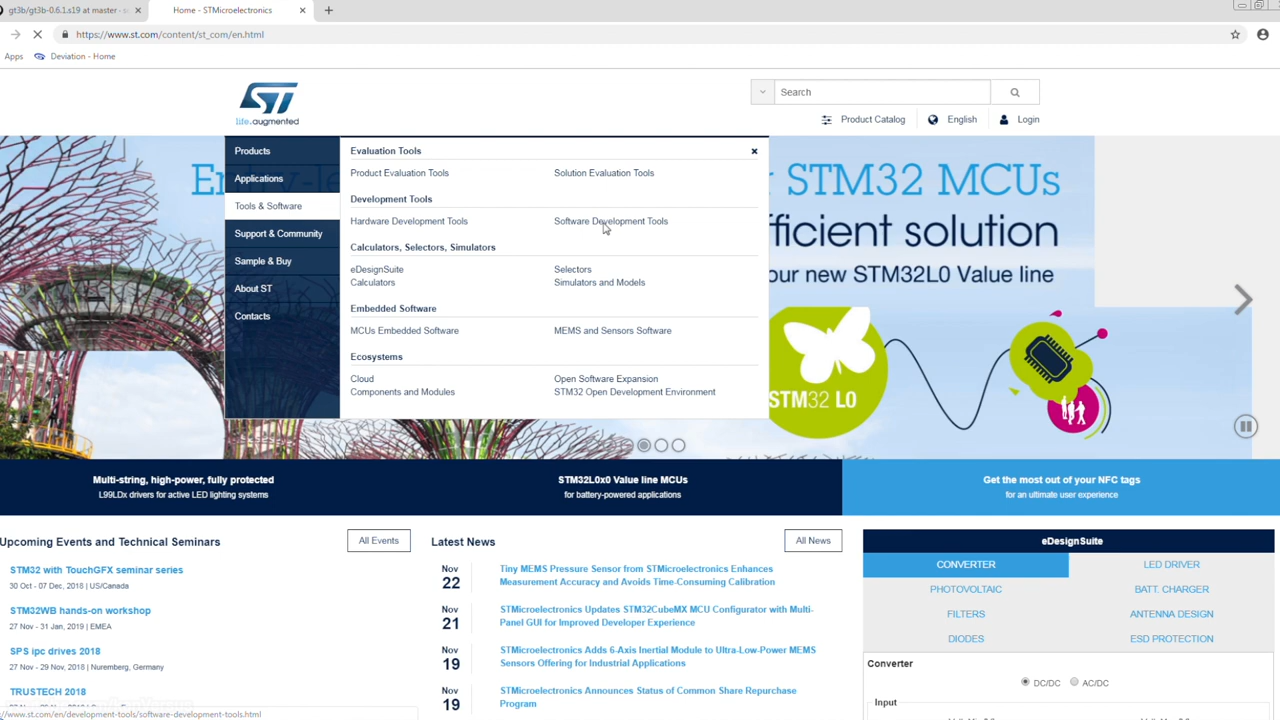 gt3b/gt3b-0.6.1.s19 at master - s
Home - STMicroelectronics
https://www.st.com/content/st_com/en.html
Apps
Deviation - Home
ST
life.augmented
Search
Product Catalog
English
Login
Products
Applications
Tools & Software
Support & Community
Sample & Buy
About ST
Contacts
Evaluation Tools
Product Evaluation Tools
Solution Evaluation Tools
Development Tools
Hardware Development Tools
Software Development Tools
Calculators, Selectors, Simulators
eDesignSuite
Selectors
Calculators
Simulators and Models
Embedded Software
MCUs Embedded Software
MEMS and Sensors Software
Ecosystems
Cloud
Open Software Expansion
Components and Modules
STM32 Open Development Environment
STM32 MCUs
fficient solution
our new STM32L0 Value line
STM32 L0
Multi-string, high-power, fully protected
L99LDx drivers for active LED lighting systems
STM32L0x0 Value line MCUs
for battery-powered applications
Get the most out of your NFC tags
for an ultimate user experience
Upcoming Events and Technical Seminars
All Events
STM32 with TouchGFX seminar series
30 Oct - 07 Dec, 2018 | US/Canada
STM32WB hands-on workshop
27 Nov - 31 Jan, 2019 | EMEA
SPS ipc drives 2018
27 Nov - 29 Nov, 2018 | Nuremberg, Germany
TRUSTECH 2018
www.st.com/en/development-tools/software-development-tools.html
Latest News
All News
Nov
22
Tiny MEMS Pressure Sensor from STMicroelectronics Enhances
Measurement Accuracy and Avoids Time-Consuming Calibration
Nov
21
STMicroelectronics Updates STM32CubeMX MCU Configurator with Multi-
Panel GUI for Improved Developer Experience
Nov
19
STMicroelectronics Adds 6-Axis Inertial Module to Ultra-Low-Power MEMS
Sensors Offering for Industrial Applications
Nov
19
STMicroelectronics Announces Status of Common Share Repurchase
Program
eDesignSuite
CONVERTER
LED DRIVER
PHOTOVOLTAIC
BATT. CHARGER
FILTERS
ANTENNA DESIGN
DIODES
ESD PROTECTION
Converter
DC/DC
AC/DC
Input